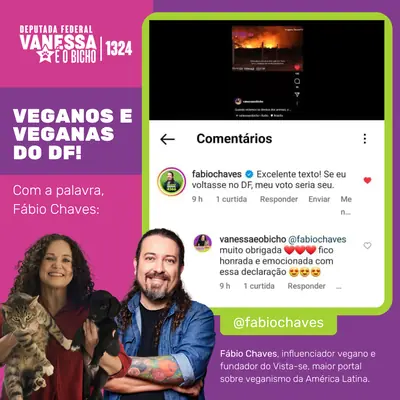 DEPUTADA FEDERAL
VANESSA
É O BICHO
1324
VEGANOS E
VEGANAS
DO DF!
Com a palavra,
Fábio Chaves:
vanessaeobicho
Comentários
fabiochaves Excelente texto! Se eu
voltasse no DF, meu voto seria seu.
9 h 1 curtida Responder Enviar Me
n...
vanessaeobicho @fabiochaves
muito obrigada ❤️❤️❤️ fico
honrada e emocionada com
essa declaração 😍😍😍
9 h 1 curtida Responder ...
@fabiochaves
Fábio Chaves, influenciador vegano e
fundador do Vista-se, maior portal
sobre veganismo da América Latina.